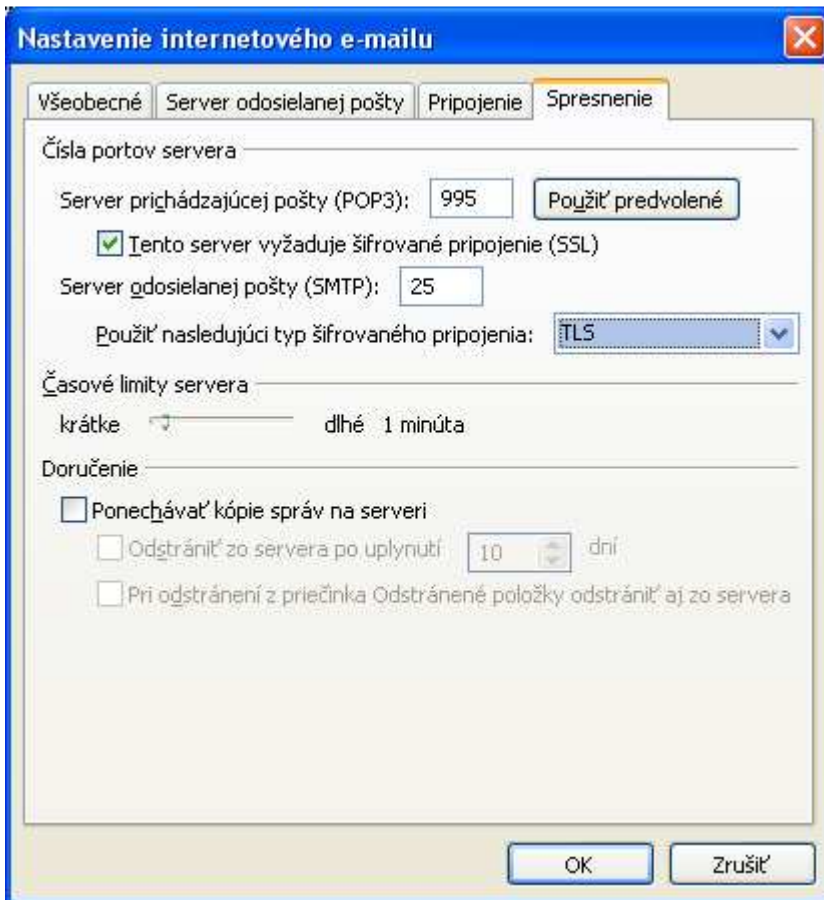 Nastavenie internetového e-mailu
Všeobecné Server odosielanej pošty Pripojenie Spresnenie
Čísla portov servera
Server prichádzajúcej pošty (POP3): 995 Použiť predvolené
Tento server vyžaduje šifrované pripojenie (SSL)
Server odosielanej pošty (SMTP): 25
Použiť nasledujúci typ šifrovaného pripojenia: TLS
Časové limity servera
krátke dlhé 1 minúta
Doručenie
Ponechávať kópie správ na serveri
Odstrániť zo servera po uplynutí 10 dní
Pri odstránení z priečinka Odstránené položky odstrániť aj zo servera
OK Zrušiť